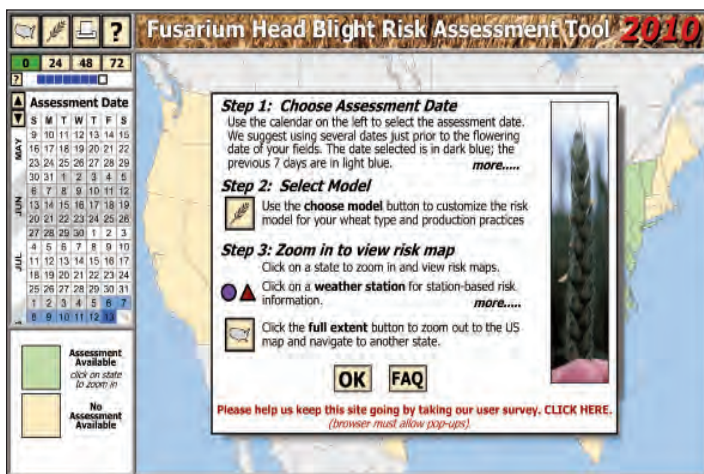 ?
Fusarium Head Blight Risk Assessment Tool 2010
0 24 48 72
?
Assessment Date
S M T W T F S
9 10 11 12 13 14 15
16 17 18 19 20 21 22
23 24 25 26 27 28 29
30 31 1 2 3 4 5
6 7 8 9 10 11 12
13 14 15 16 17 18 19
20 21 22 23 24 25 26
27 28 29 30 1 2 3
4 5 6 7 8 9 10
11 12 13 14 15 16 17
18 19 20 21 22 23 24
25 26 27 28 29 30 31
1 2 3 4 5 6 7
8 9 10 11 12 13
MAY
JUN
JUL
Assessment
Available
click on state
to zoom in
No
Assessment
Available
Step 1: Choose Assessment Date
Use the calendar on the left to select the assessment date.
We suggest using several dates just prior to the flowering
date of your fields. The date selected is in dark blue; the
previous 7 days are in light blue. more.....
Step 2: Select Model
Use the choose model button to customize the risk
model for your wheat type and production practices
Step 3: Zoom in to view risk map
Click on a state to zoom in and view risk maps.
Click on a weather station for station-based risk
information. more.....
Click the full extent button to zoom out to the US
map and navigate to another state.
OK FAQ
Please help us keep this site going by taking our user survey. CLICK HERE.
(browser must allow pop-ups)